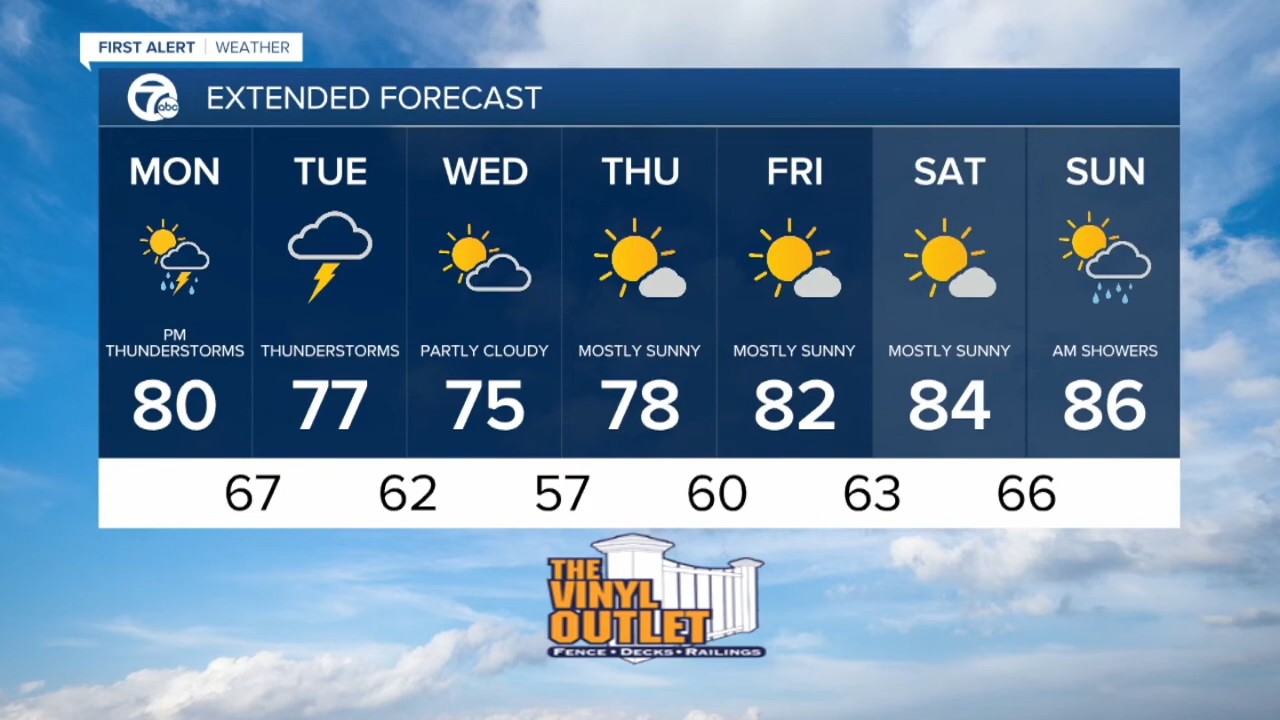 FIRST ALERT | WEATHER
7 abc EXTENDED FORECAST
MON TUE WED THU FRI SAT SUN
PM
THUNDERSTORMS THUNDERSTORMS PARTLY CLOUDY MOSTLY SUNNY MOSTLY SUNNY MOSTLY SUNNY AM SHOWERS
80 77 75 78 82 84 86
67 62 57 60 63 66
THE
VINYL
OUTLET
FENCE • DECKS • RAILINGS